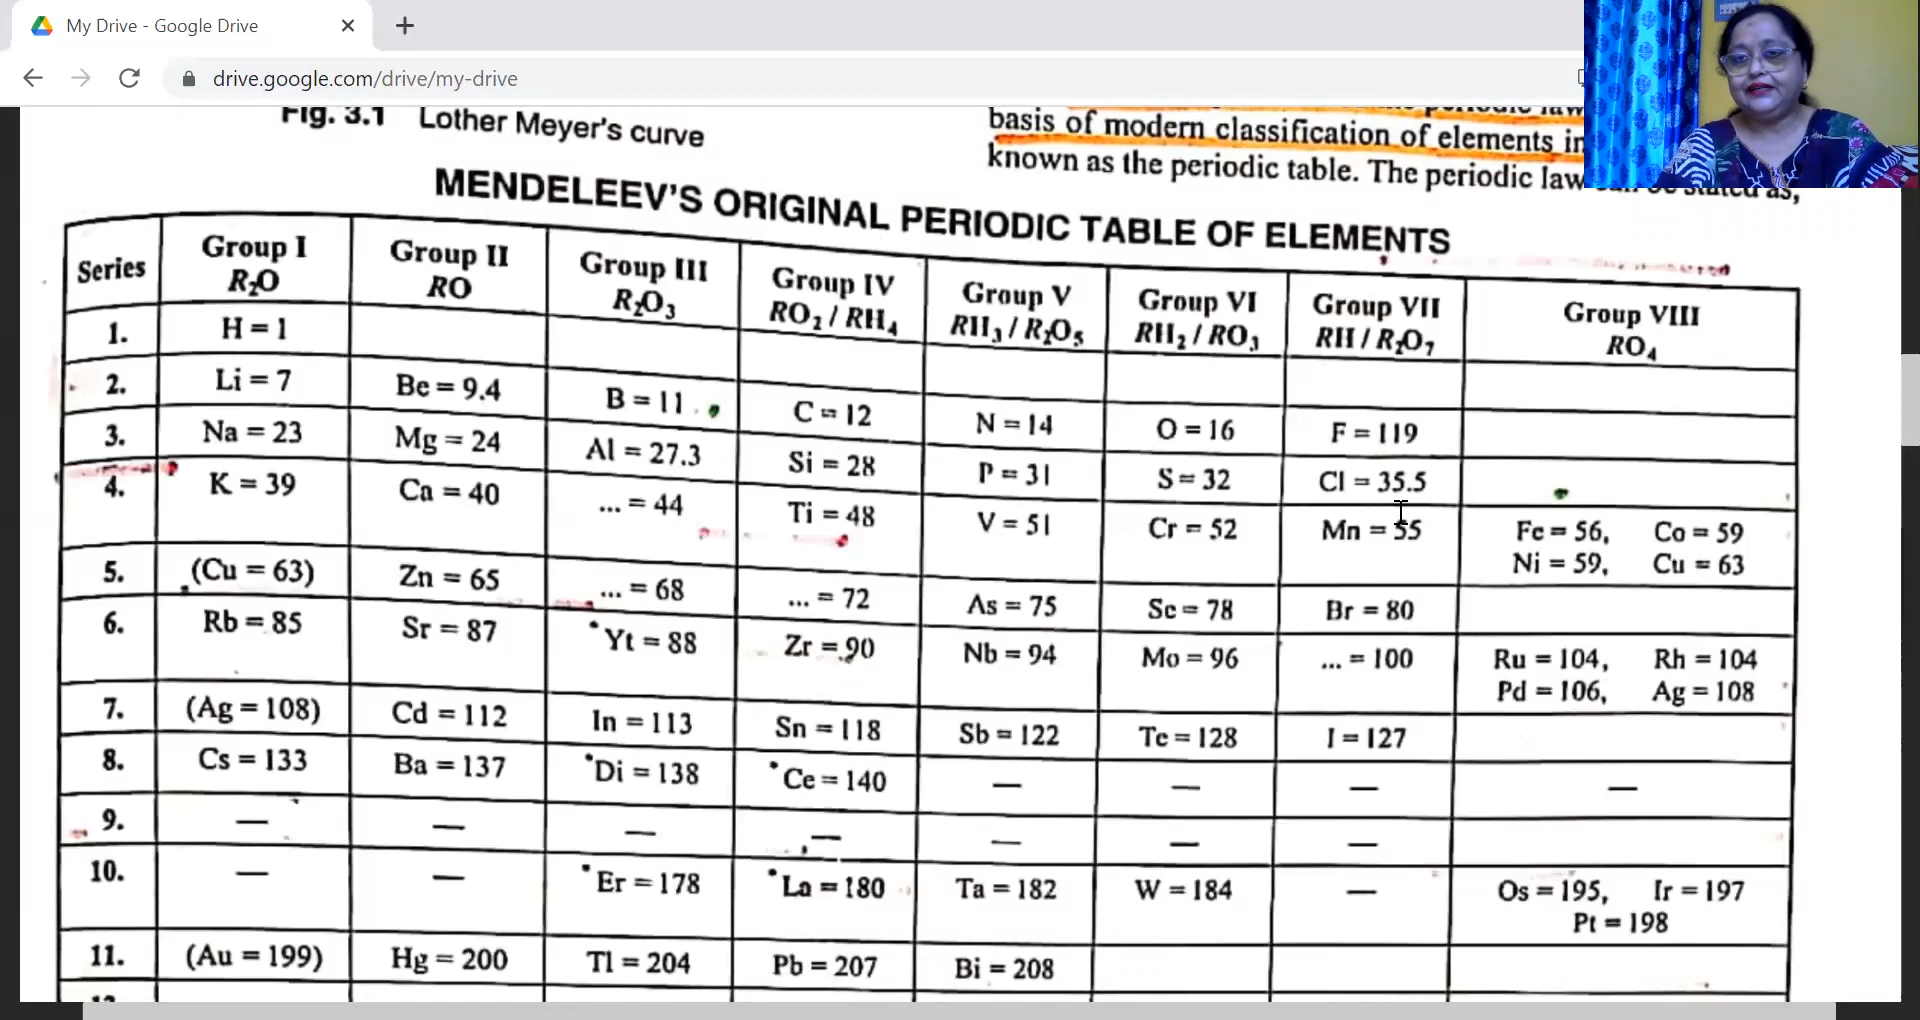 My Drive - Google Drive
drive.google.com/drive/my-drive
Fig. 3.1 Lother Meyer's curve
basis of modern classification of elements in
known as the periodic table. The periodic law
MENDELEEV'S ORIGINAL PERIODIC TABLE OF ELEMENTS
Series Group I Group II Group III Group IV Group V Group VI Group VII Group VIII
R₂O RO R₂O₃ RO₂ / RH₄ RH₃ / R₂O₅ RH₂ / RO₃ RH / R₂O₇ RO₄
1. H = 1
2. Li = 7 Be = 9.4 B = 11 C = 12 N = 14 O = 16 F = 119
3. Na = 23 Mg = 24 Al = 27.3 Si = 28 P = 31 S = 32 Cl = 35.5
4. K = 39 Ca = 40 ... = 44 Ti = 48 V = 51 Cr = 52 Mn = 55 Fe = 56, Co = 59
Ni = 59, Cu = 63
5. (Cu = 63) Zn = 65 ... = 68 ... = 72 As = 75 Se = 78 Br = 80
6. Rb = 85 Sr = 87 *Yt = 88 Zr = 90 Nb = 94 Mo = 96 ... = 100 Ru = 104, Rh = 104
Pd = 106, Ag = 108
7. (Ag = 108) Cd = 112 In = 113 Sn = 118 Sb = 122 Te = 128 I = 127
8. Cs = 133 Ba = 137 *Di = 138 *Ce = 140 — — — —
9. — — — — — — —
10. — — *Er = 178 *La = 180 Ta = 182 W = 184 — Os = 195, Ir = 197
Pt = 198
11. (Au = 199) Hg = 200 Tl = 204 Pb = 207 Bi = 208